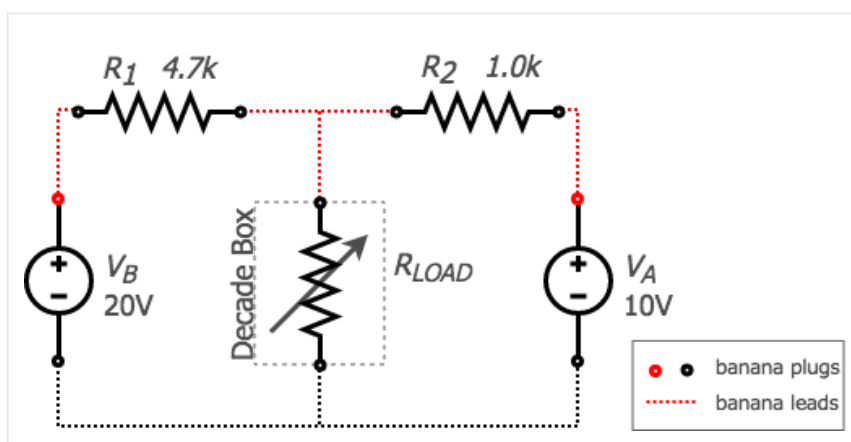 R1 4.7k
R2 1.0k
Decade Box
VB
20V
RLOAD
VA
10V
banana plugs
banana leads